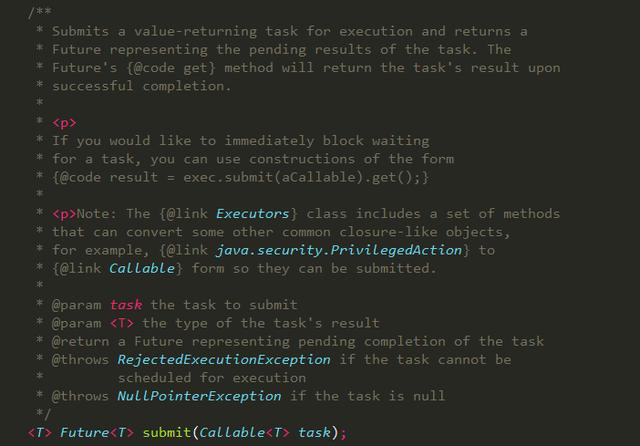 /**
* Submits a value-returning task for execution and returns a
* Future representing the pending results of the task. The
* Future's {@code get} method will return the task's result upon
* successful completion.
*
* <p>
* If you would like to immediately block waiting
* for a task, you can use constructions of the form
* {@code result = exec.submit(aCallable).get();}
*
* <p>Note: The {@link Executors} class includes a set of methods
* that can convert some other common closure-like objects,
* for example, {@link java.security.PrivilegedAction} to
* {@link Callable} form so they can be submitted.
*
* @param task the task to submit
* @param <T> the type of the task's result
* @return a Future representing pending completion of the task
* @throws RejectedExecutionException if the task cannot be
*         scheduled for execution
* @throws NullPointerException if the task is null
*/
<T> Future<T> submit(Callable<T> task);